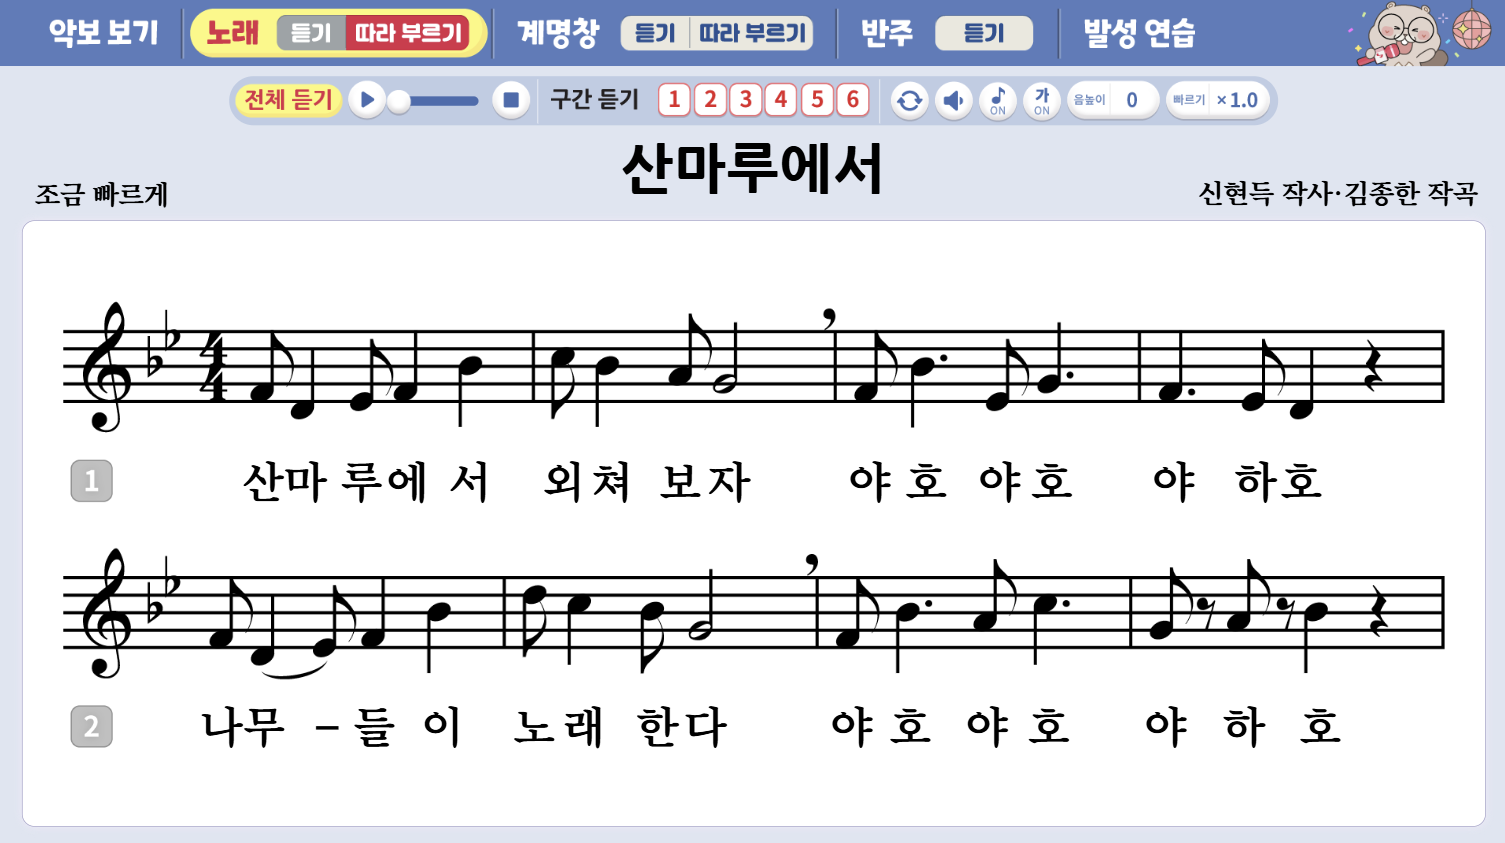 악보 보기 노래 듣기 따라 부르기 계명창 듣기 따라 부르기 반주 듣기 발성 연습
전체 듣기 구간 듣기 1 2 3 4 5 6 ON 가 ON 음높이 0 빠르기 ×1.0
산마루에서
조금 빠르게 신현득 작사·김종한 작곡
1 산마 루에 서 외쳐 보자 야호 야호 야 하호
2 나무 – 들 이 노래 한다 야호 야호 야 하 호